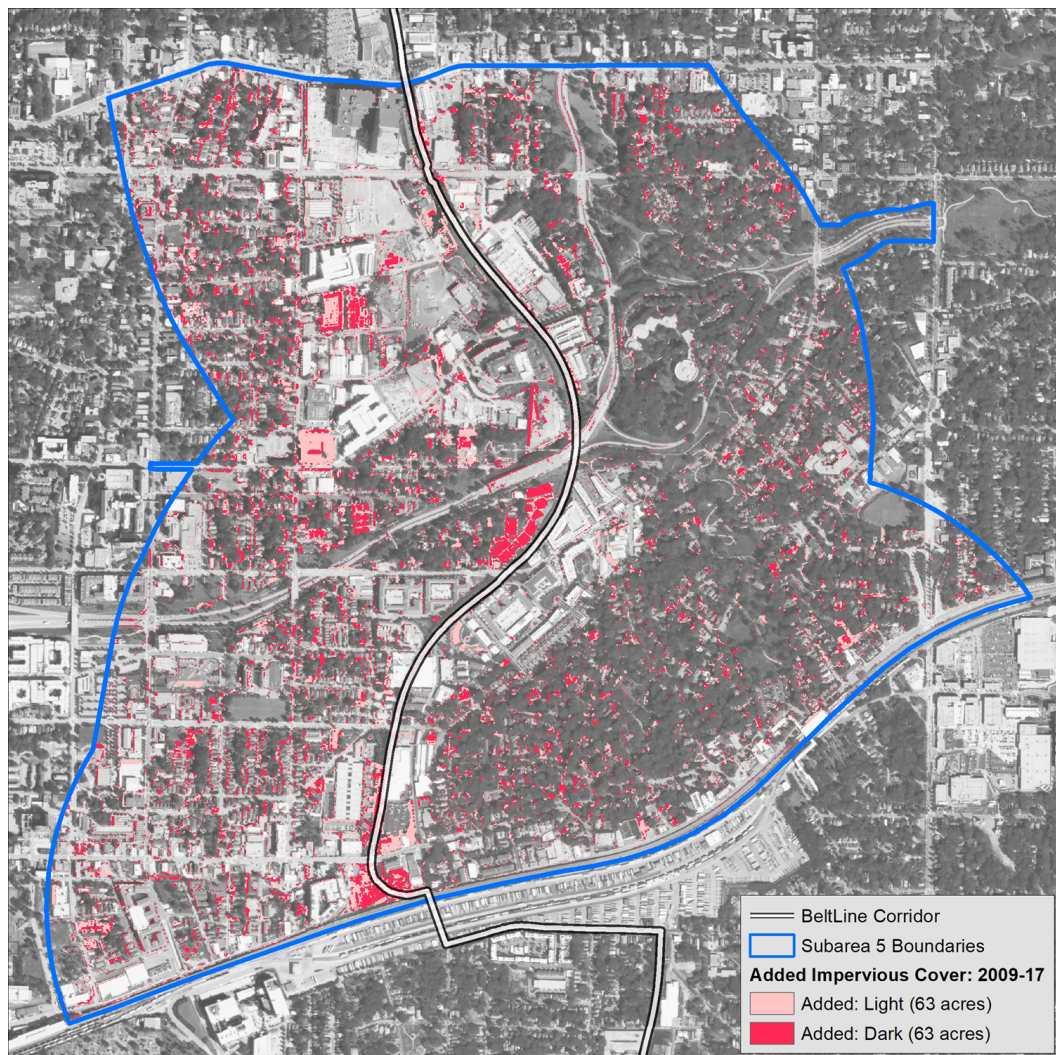 BeltLine Corridor
Subarea 5 Boundaries
Added Impervious Cover: 2009-17
Added: Light (63 acres)
Added: Dark (63 acres)